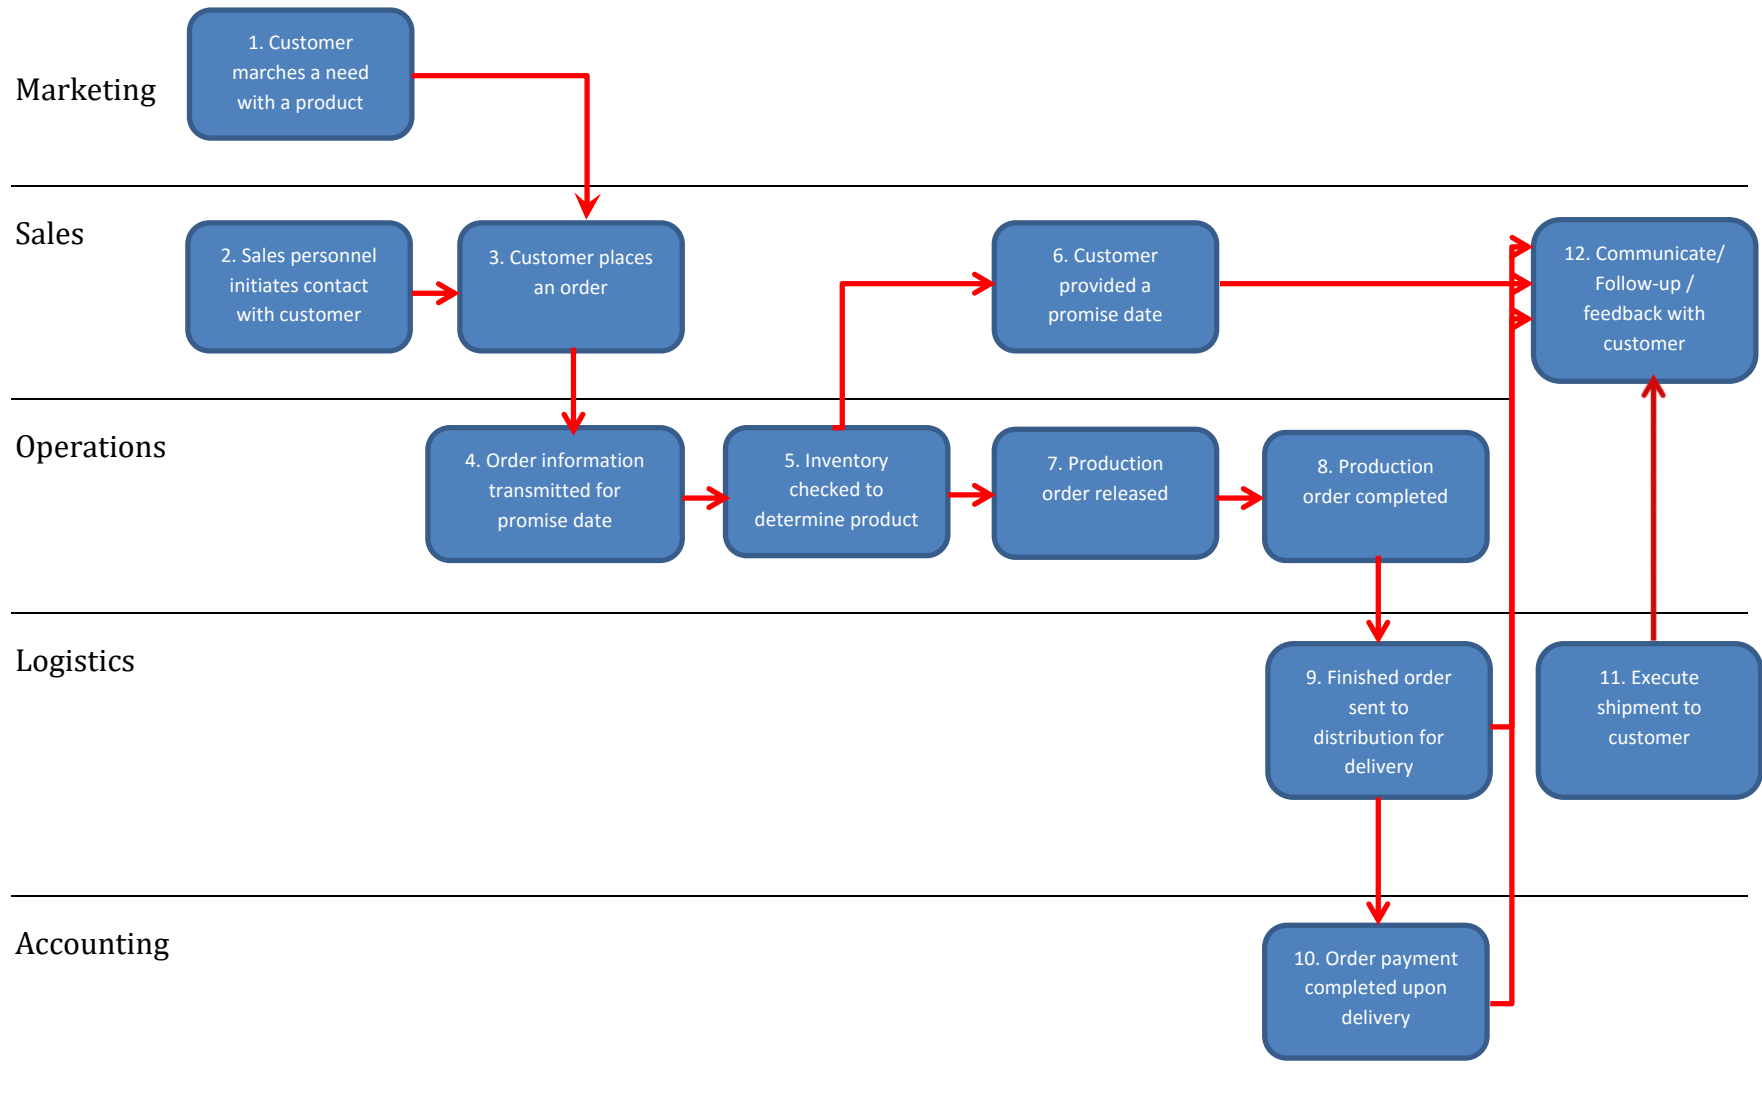 Marketing
1. Customer
marches a need
with a product
Sales
2. Sales personnel
initiates contact
with customer
3. Customer places
an order
6. Customer
provided a
promise date
12. Communicate/
Follow-up /
feedback with
customer
Operations
4. Order information
transmitted for
promise date
5. Inventory
checked to
determine product
7. Production
order released
8. Production
order completed
Logistics
9. Finished order
sent to
distribution for
delivery
11. Execute
shipment to
customer
Accounting
10. Order payment
completed upon
delivery